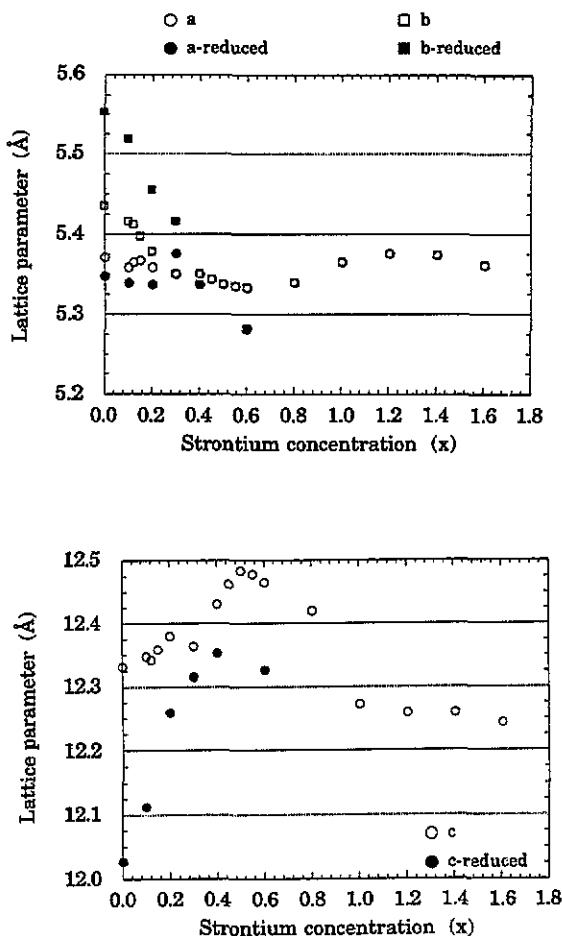 a b
a-reduced b-reduced
5.6
5.5
5.4
5.3
5.2
Lattice parameter (Å)
0.0 0.2 0.4 0.6 0.8 1.0 1.2 1.4 1.6 1.8
Strontium concentration (x)
12.5
12.4
12.3
12.2
12.1
12.0
Lattice parameter (Å)
c
c-reduced
0.0 0.2 0.4 0.6 0.8 1.0 1.2 1.4 1.6 1.8
Strontium concentration (x)